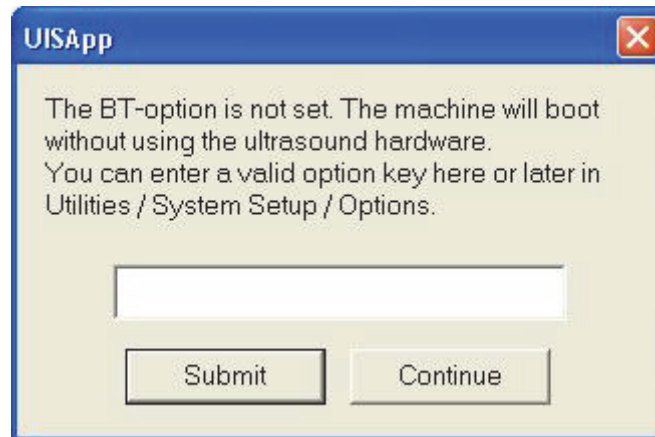 UISApp
The BT-option is not set. The machine will boot
without using the ultrasound hardware.
You can enter a valid option key here or later in
Utilities / System Setup / Options.
Submit Continue